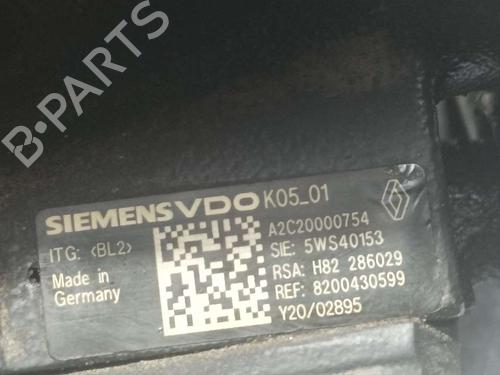 B-PARTS
SIEMENS VDO K05_01
ITG: <BL2>
Made in
Germany
A2C20000754
SIE: 5WS40153
RSA: H82 286029
REF: 8200430599
Y20/02895